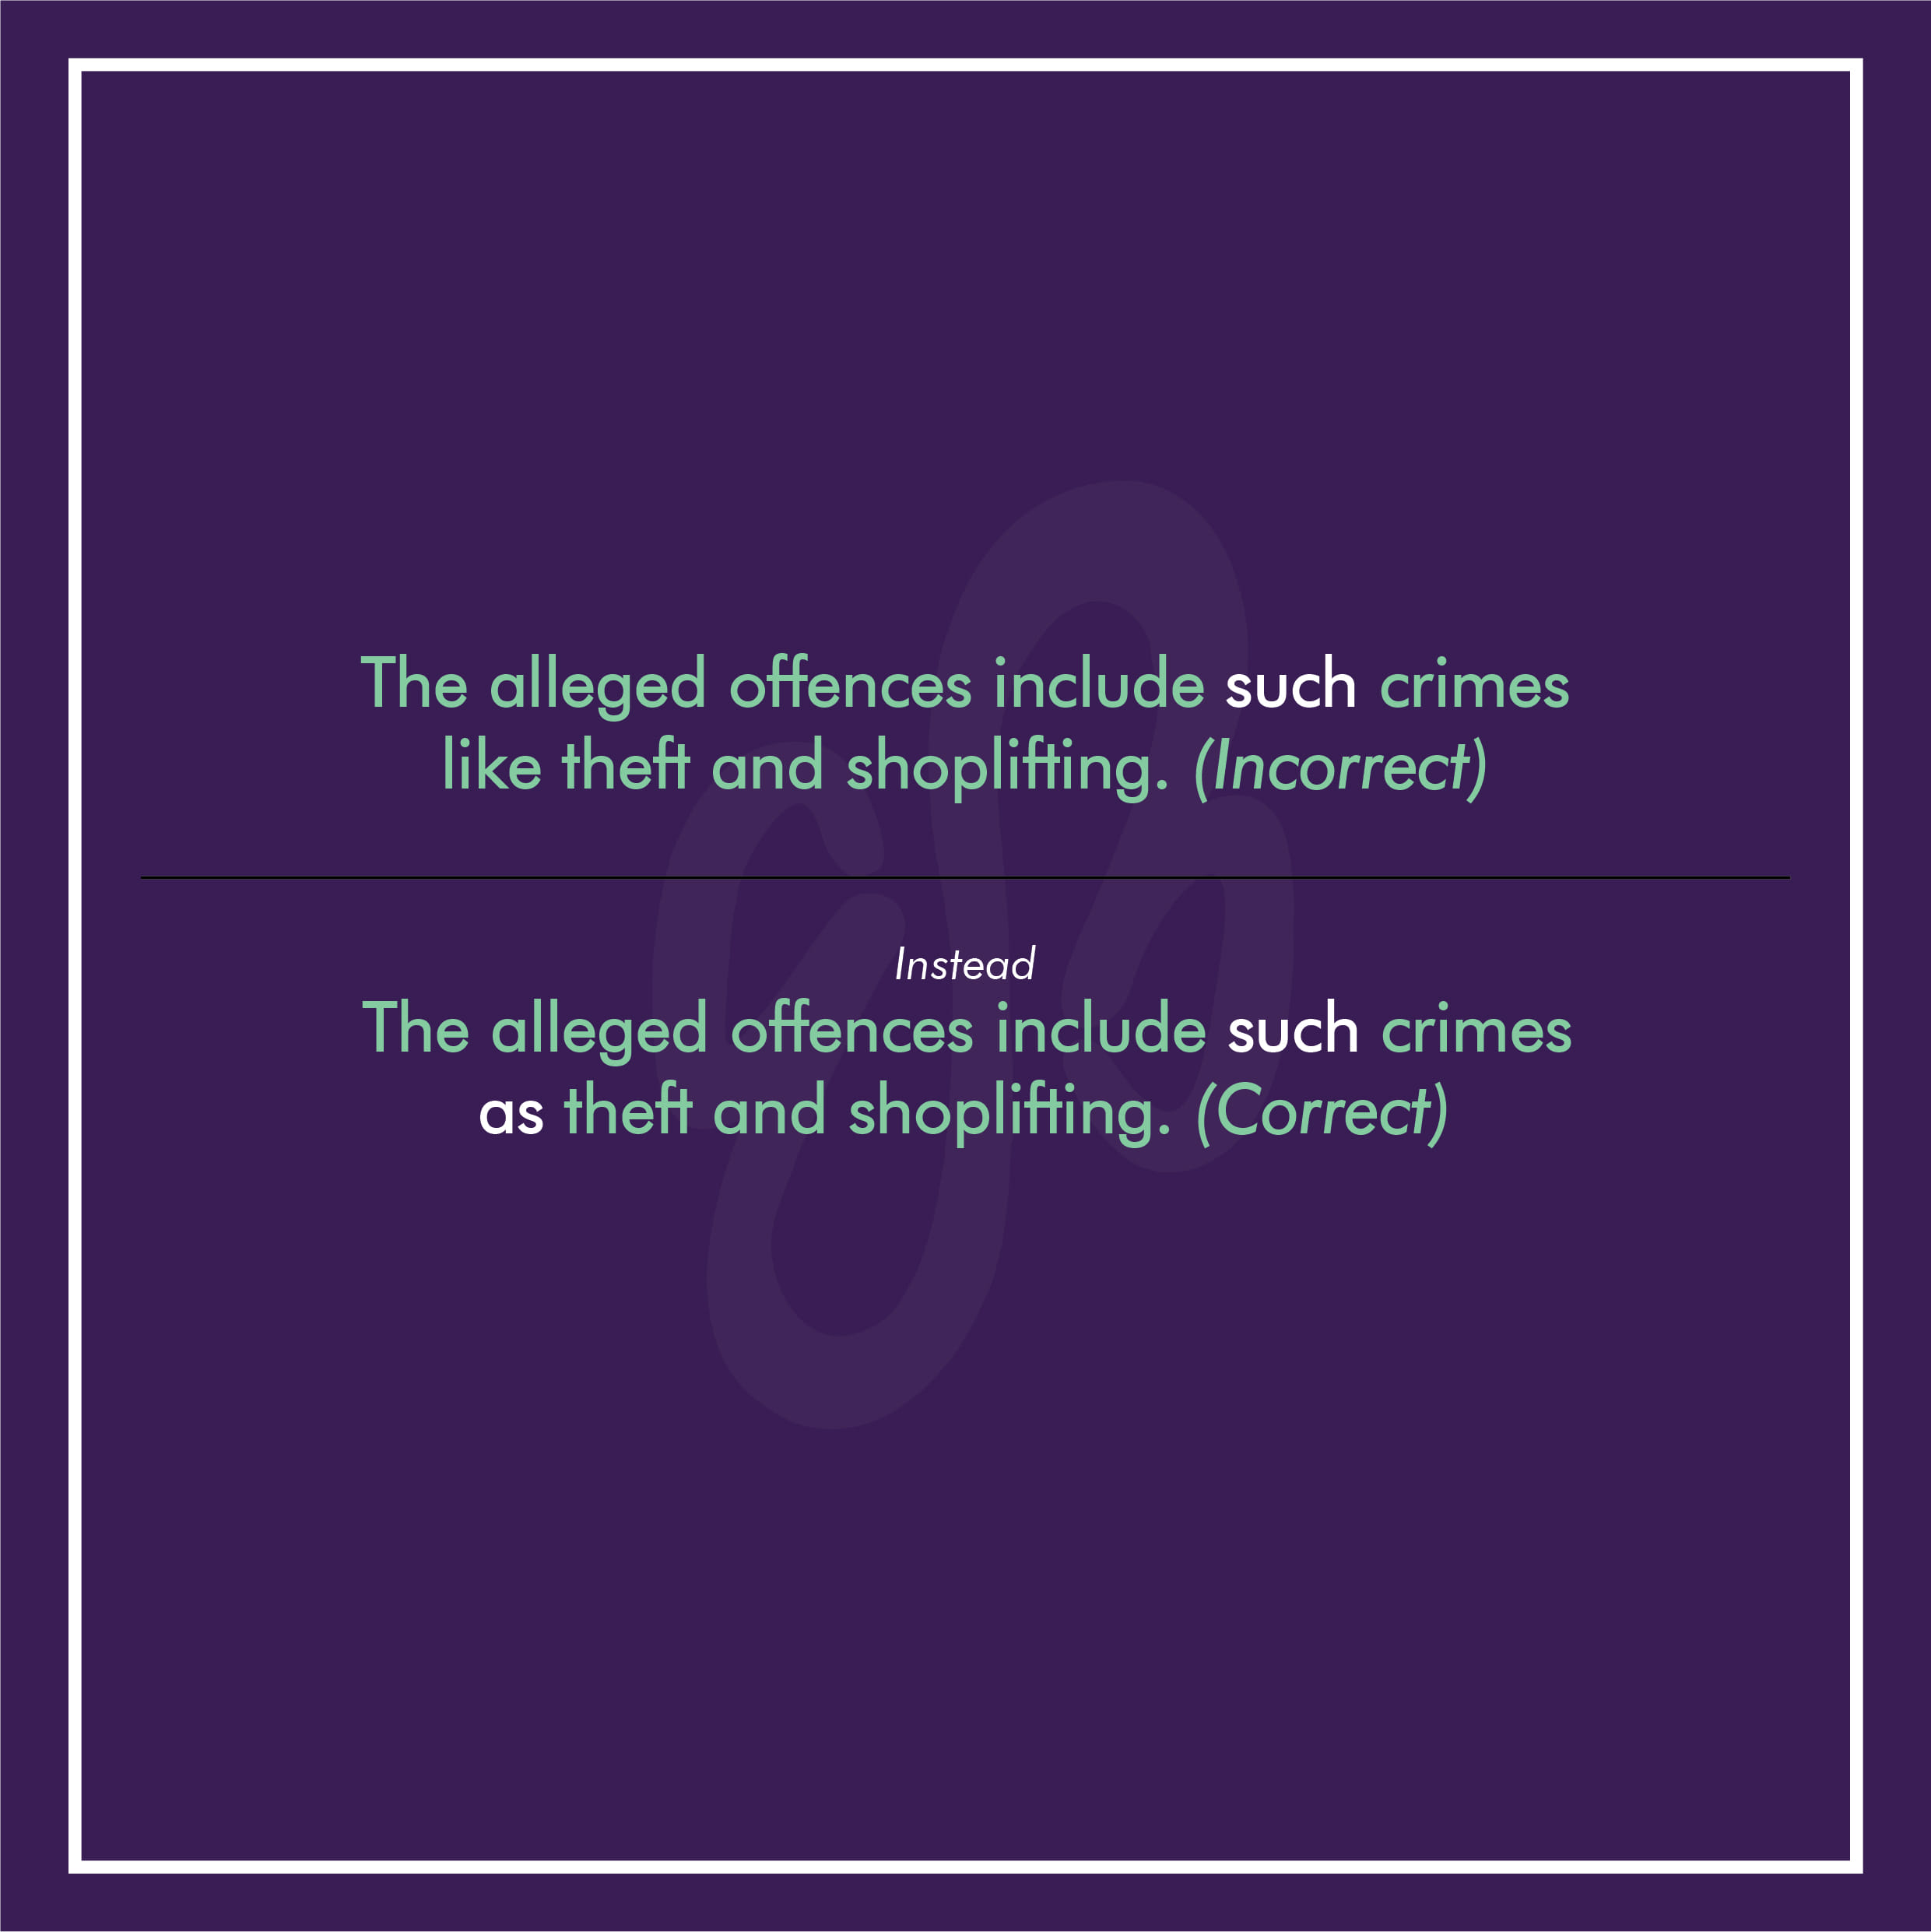 The alleged offences include such crimes
like theft and shoplifting. (Incorrect)
Instead
The alleged offences include such crimes
as theft and shoplifting. (Correct)